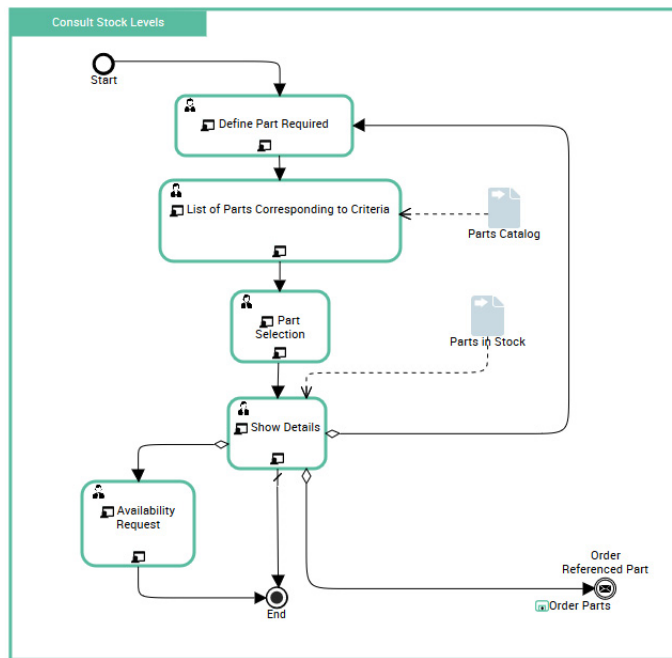 Consult Stock Levels
Start
Define Part Required
List of Parts Corresponding to Criteria
Parts Catalog
Part
Selection
Parts in Stock
Show Details
Availability
Request
Order
Referenced Part
Order Parts
End